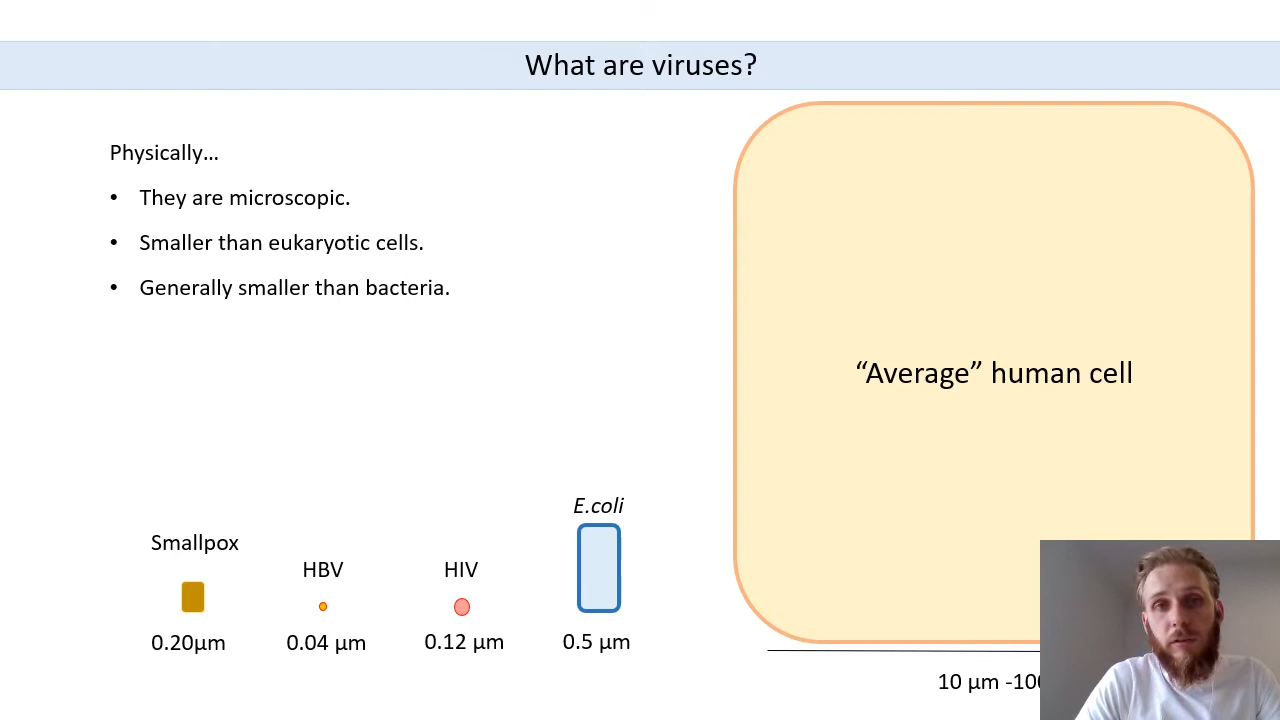 What are viruses?
Physically…
• They are microscopic.
• Smaller than eukaryotic cells.
• Generally smaller than bacteria.
“Average” human cell
E.coli
Smallpox
HBV
HIV
0.20µm
0.04 µm
0.12 µm
0.5 µm
10 µm -10